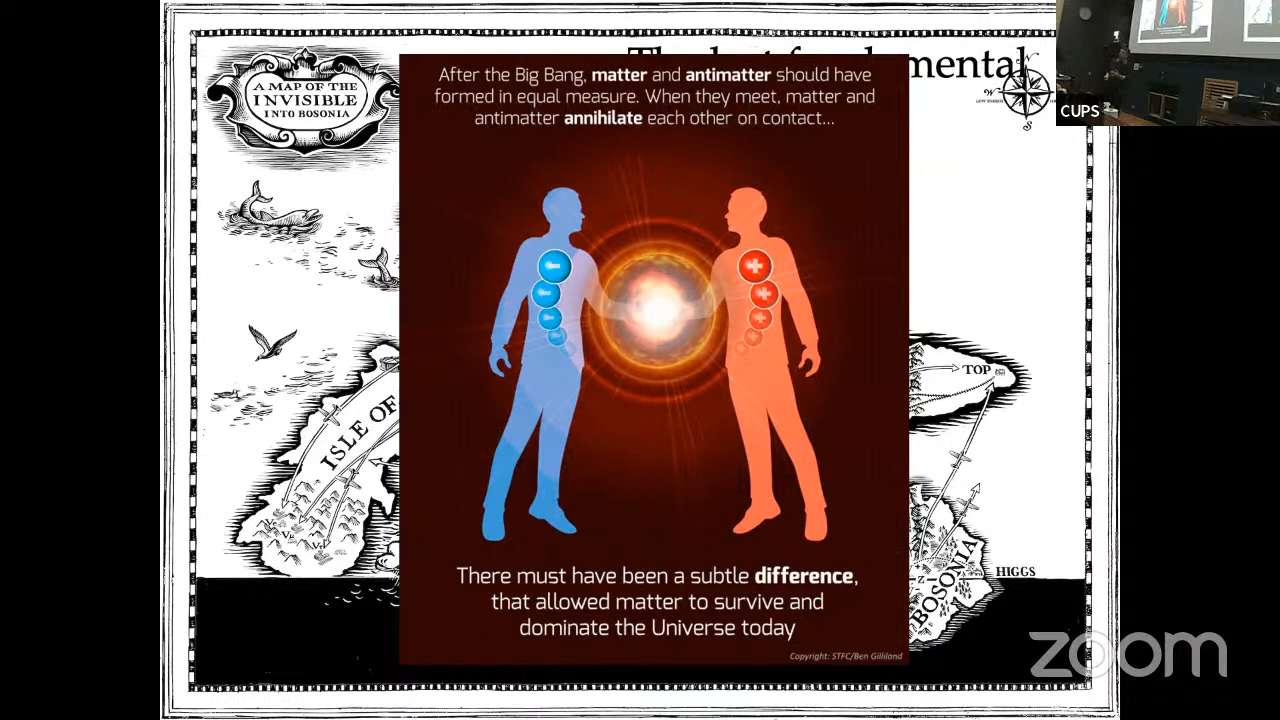 A MAP OF THE
INVISIBLE
INTO BOSONIA
mental
CUPS
After the Big Bang, matter and antimatter should have
formed in equal measure. When they meet, matter and
antimatter annihilate each other on contact...
W
S
ISLE OF
TOP
Z
BOSONIA
HIGGS
There must have been a subtle difference,
that allowed matter to survive and
dominate the Universe today
Copyright: STFC/Ben Gilliland
zoom